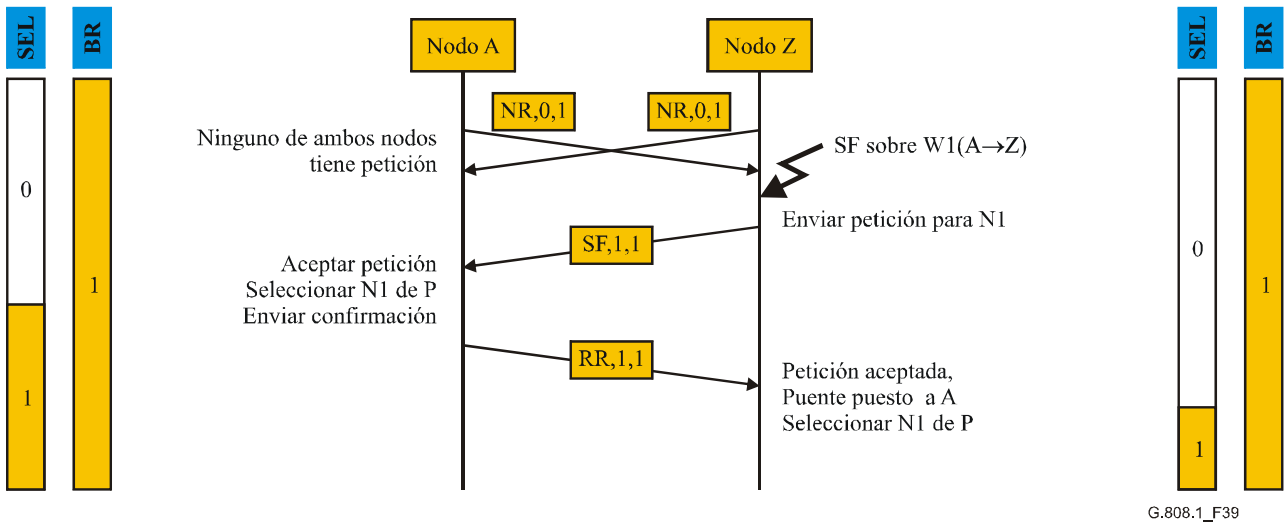 SEL
BR
Nodo A
Nodo Z
SEL
BR
NR,0,1
NR,0,1
Ninguno de ambos nodos
tiene petición
SF sobre W1(A→Z)
0
Enviar petición para N1
SF,1,1
0
Aceptar petición
Seleccionar N1 de P
Enviar confirmación
1
1
RR,1,1
Petición aceptada,
Puente puesto a A
Seleccionar N1 de P
1
1
G.808.1_F39